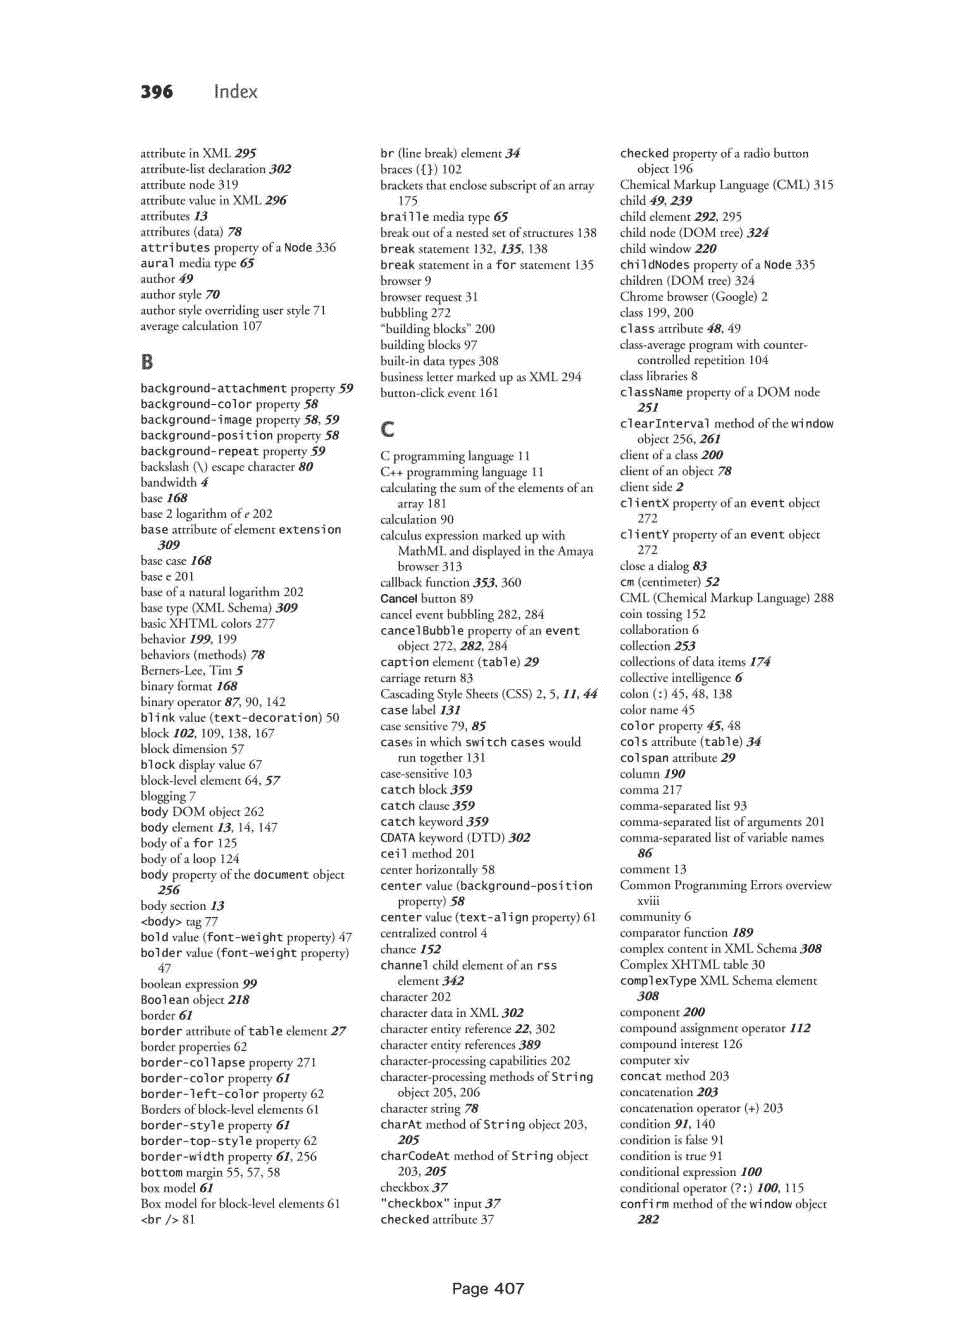 396 Index
attribute in XML 295
attribute-list declaration 302
attribute node 319
attribute value in XML 296
attributes 13
attributes (data) 78
attributes property of a Node 336
aural media type 65
author 49
author style 70
author style overriding user style 71
average calculation 107
B
background-attachment property 59
background-color property 58
background-image property 58, 59
background-position property 58
background-repeat property 59
backslash (\) escape character 80
bandwidth 4
base 168
base 2 logarithm of e 202
base attribute of element extension
309
base case 168
base e 201
base of a natural logarithm 202
base type (XML Schema) 309
basic XHTML colors 277
behavior 199, 199
behaviors (methods) 78
Berners-Lee, Tim 5
binary format 168
binary operator 87, 90, 142
blink value (text-decoration) 50
block 102, 109, 138, 167
block dimension 57
block display value 67
block-level element 64, 57
blogging 7
body DOM object 262
body element 13, 14, 147
body of a for 125
body of a loop 124
body property of the document object
256
body section 13
<body> tag 77
bold value (font-weight property) 47
bolder value (font-weight property)
47
boolean expression 99
Boolean object 218
border 61
border attribute of table element 27
border properties 62
border-collapse property 271
border-color property 61
border-left-color property 62
Borders of block-level elements 61
border-style property 61
border-top-style property 62
border-width property 61, 256
bottom margin 55, 57, 58
box model 61
Box model for block-level elements 61
<br /> 81
br (line break) element 34
braces ({}) 102
brackets that enclose subscript of an array
175
braille media type 65
break out of a nested set of structures 138
break statement 132, 135, 138
break statement in a for statement 135
browser 9
browser request 31
bubbling 272
"building blocks" 200
building blocks 97
built-in data types 308
business letter marked up as XML 294
button-click event 161
C
C programming language 11
C++ programming language 11
calculating the sum of the elements of an
array 181
calculation 90
calculus expression marked up with
MathML and displayed in the Amaya
browser 313
callback function 353, 360
Cancel button 89
cancel event bubbling 282, 284
cancelBubble property of an event
object 272, 282, 284
caption element (table) 29
carriage return 83
Cascading Style Sheets (CSS) 2, 5, 11, 44
case label 131
case sensitive 79, 85
cases in which switch cases would
run together 131
case-sensitive 103
catch block 359
catch clause 359
catch keyword 359
CDATA keyword (DTD) 302
ceil method 201
center horizontally 58
center value (background-position
property) 58
center value (text-align property) 61
centralized control 4
chance 152
channel child element of an rss
element 342
character 202
character data in XML 302
character entity reference 22, 302
character entity references 389
character-processing capabilities 202
character-processing methods of String
object 205, 206
character string 78
charAt method of String object 203,
205
charCodeAt method of String object
203, 205
checkbox 37
"checkbox" input 37
checked attribute 37
checked property of a radio button
object 196
Chemical Markup Language (CML) 315
child 49, 239
child element 292, 295
child node (DOM tree) 324
child window 220
childNodes property of a Node 335
children (DOM tree) 324
Chrome browser (Google) 2
class 199, 200
class attribute 48, 49
class-average program with counter-
controlled repetition 104
class libraries 8
className property of a DOM node
251
clearInterval method of the window
object 256, 261
client of a class 200
client of an object 78
client side 2
clientX property of an event object
272
clientY property of an event object
272
close a dialog 83
cm (centimeter) 52
CML (Chemical Markup Language) 288
coin tossing 152
collaboration 6
collection 253
collections of data items 174
collective intelligence 6
colon (:) 45, 48, 138
color name 45
color property 45, 48
cols attribute (table) 34
colspan attribute 29
column 190
comma 217
comma-separated list 93
comma-separated list of arguments 201
comma-separated list of variable names
86
comment 13
Common Programming Errors overview
xviii
community 6
comparator function 189
complex content in XML Schema 308
Complex XHTML table 30
complexType XML Schema element
308
component 200
compound assignment operator 112
compound interest 126
computer xiv
concat method 203
concatenation 203
concatenation operator (+) 203
condition 91, 140
condition is false 91
condition is true 91
conditional expression 100
conditional operator (?:) 100, 115
confirm method of the window object
282
Page 407